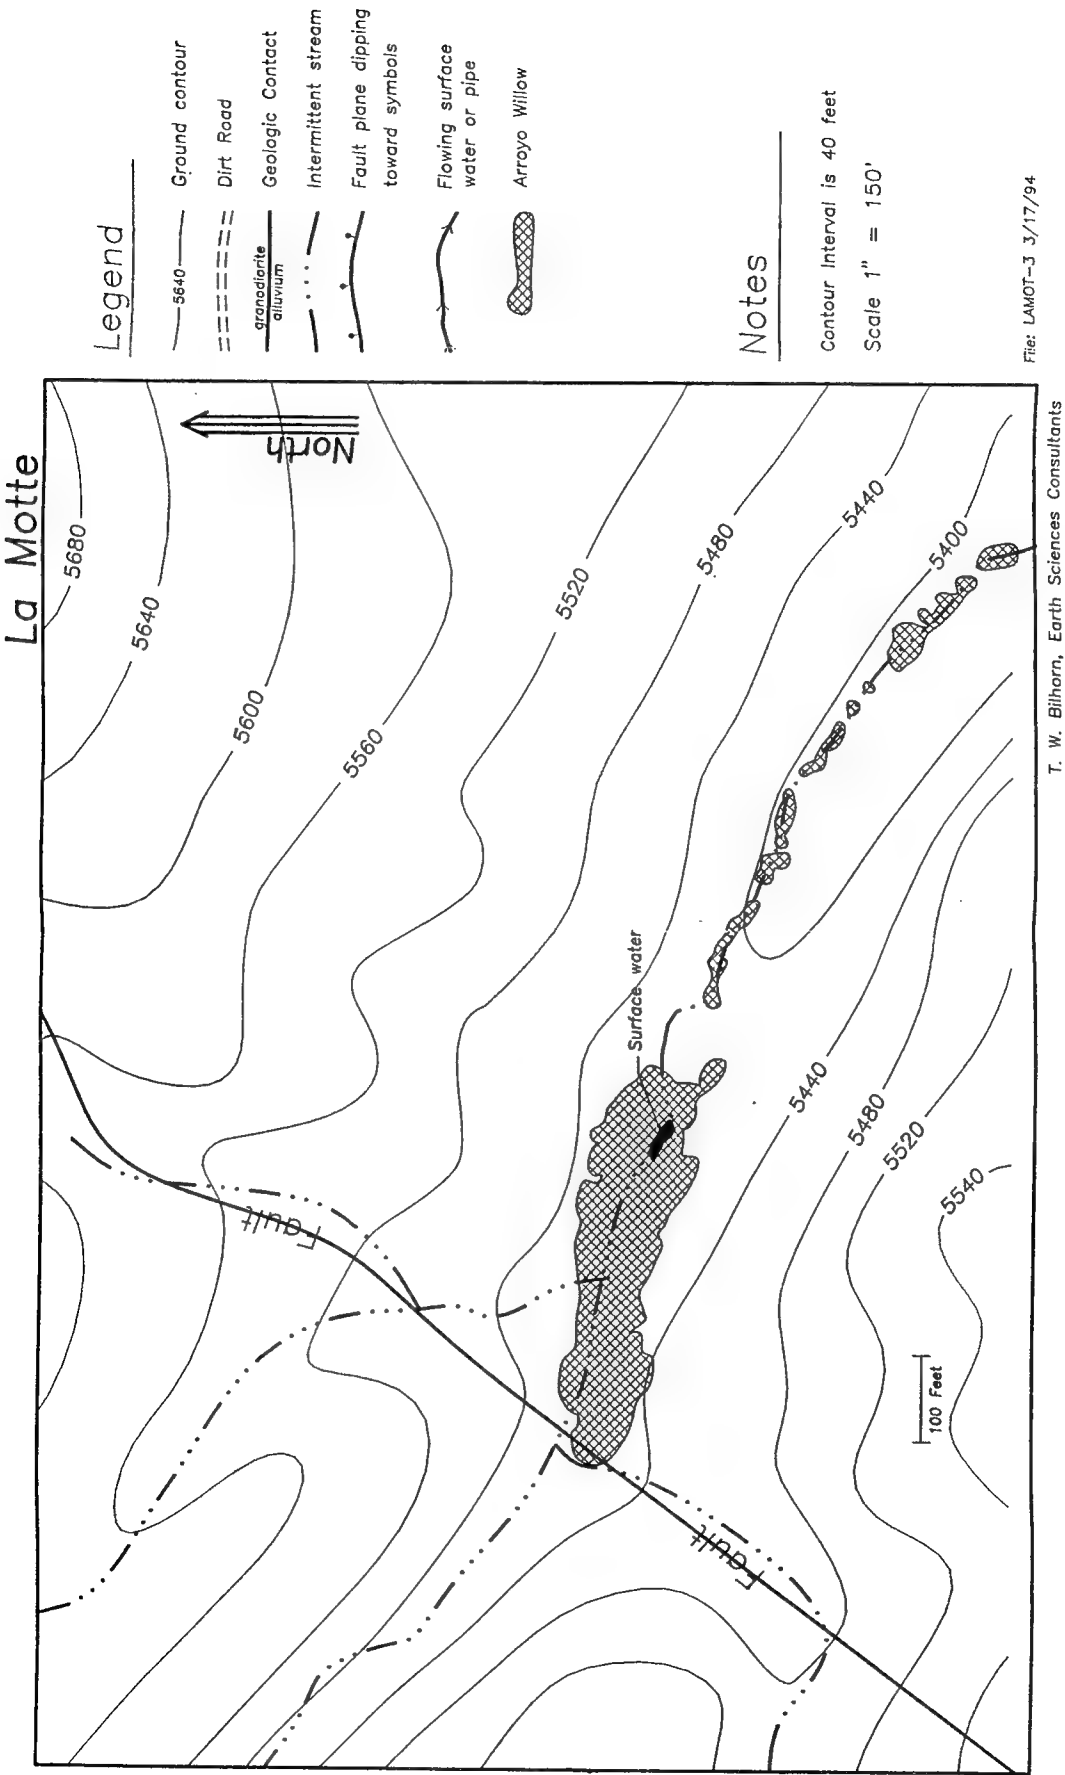 La Motte
North
5680
5640
5600
5560
5520
5480
5440
5400
Surface water
5440
5480
5520
5540
Fault
Fault
100 Feet
Legend
5640
Ground contour
Dirt Road
granodiorite
alluvium
Geologic Contact
Intermittent stream
Fault plane dipping
toward symbols
Flowing surface
water or pipe
Arroyo Willow
Notes
Contour Interval is 40 feet
Scale 1" = 150'
File: LAMOT-3 3/17/94
T. W. Bilhorn, Earth Sciences Consultants